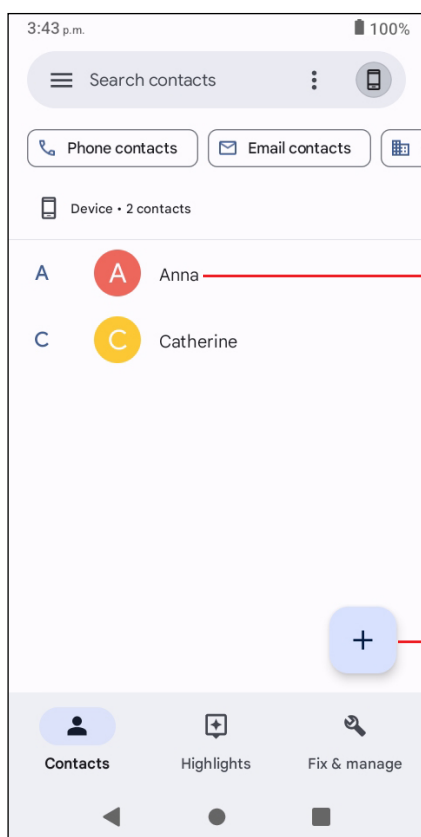 3:43 p.m. 100%
Search contacts
Phone contacts Email contacts
Device • 2 contacts
A A Anna
C C Catherine
+
Contacts Highlights Fix & manage